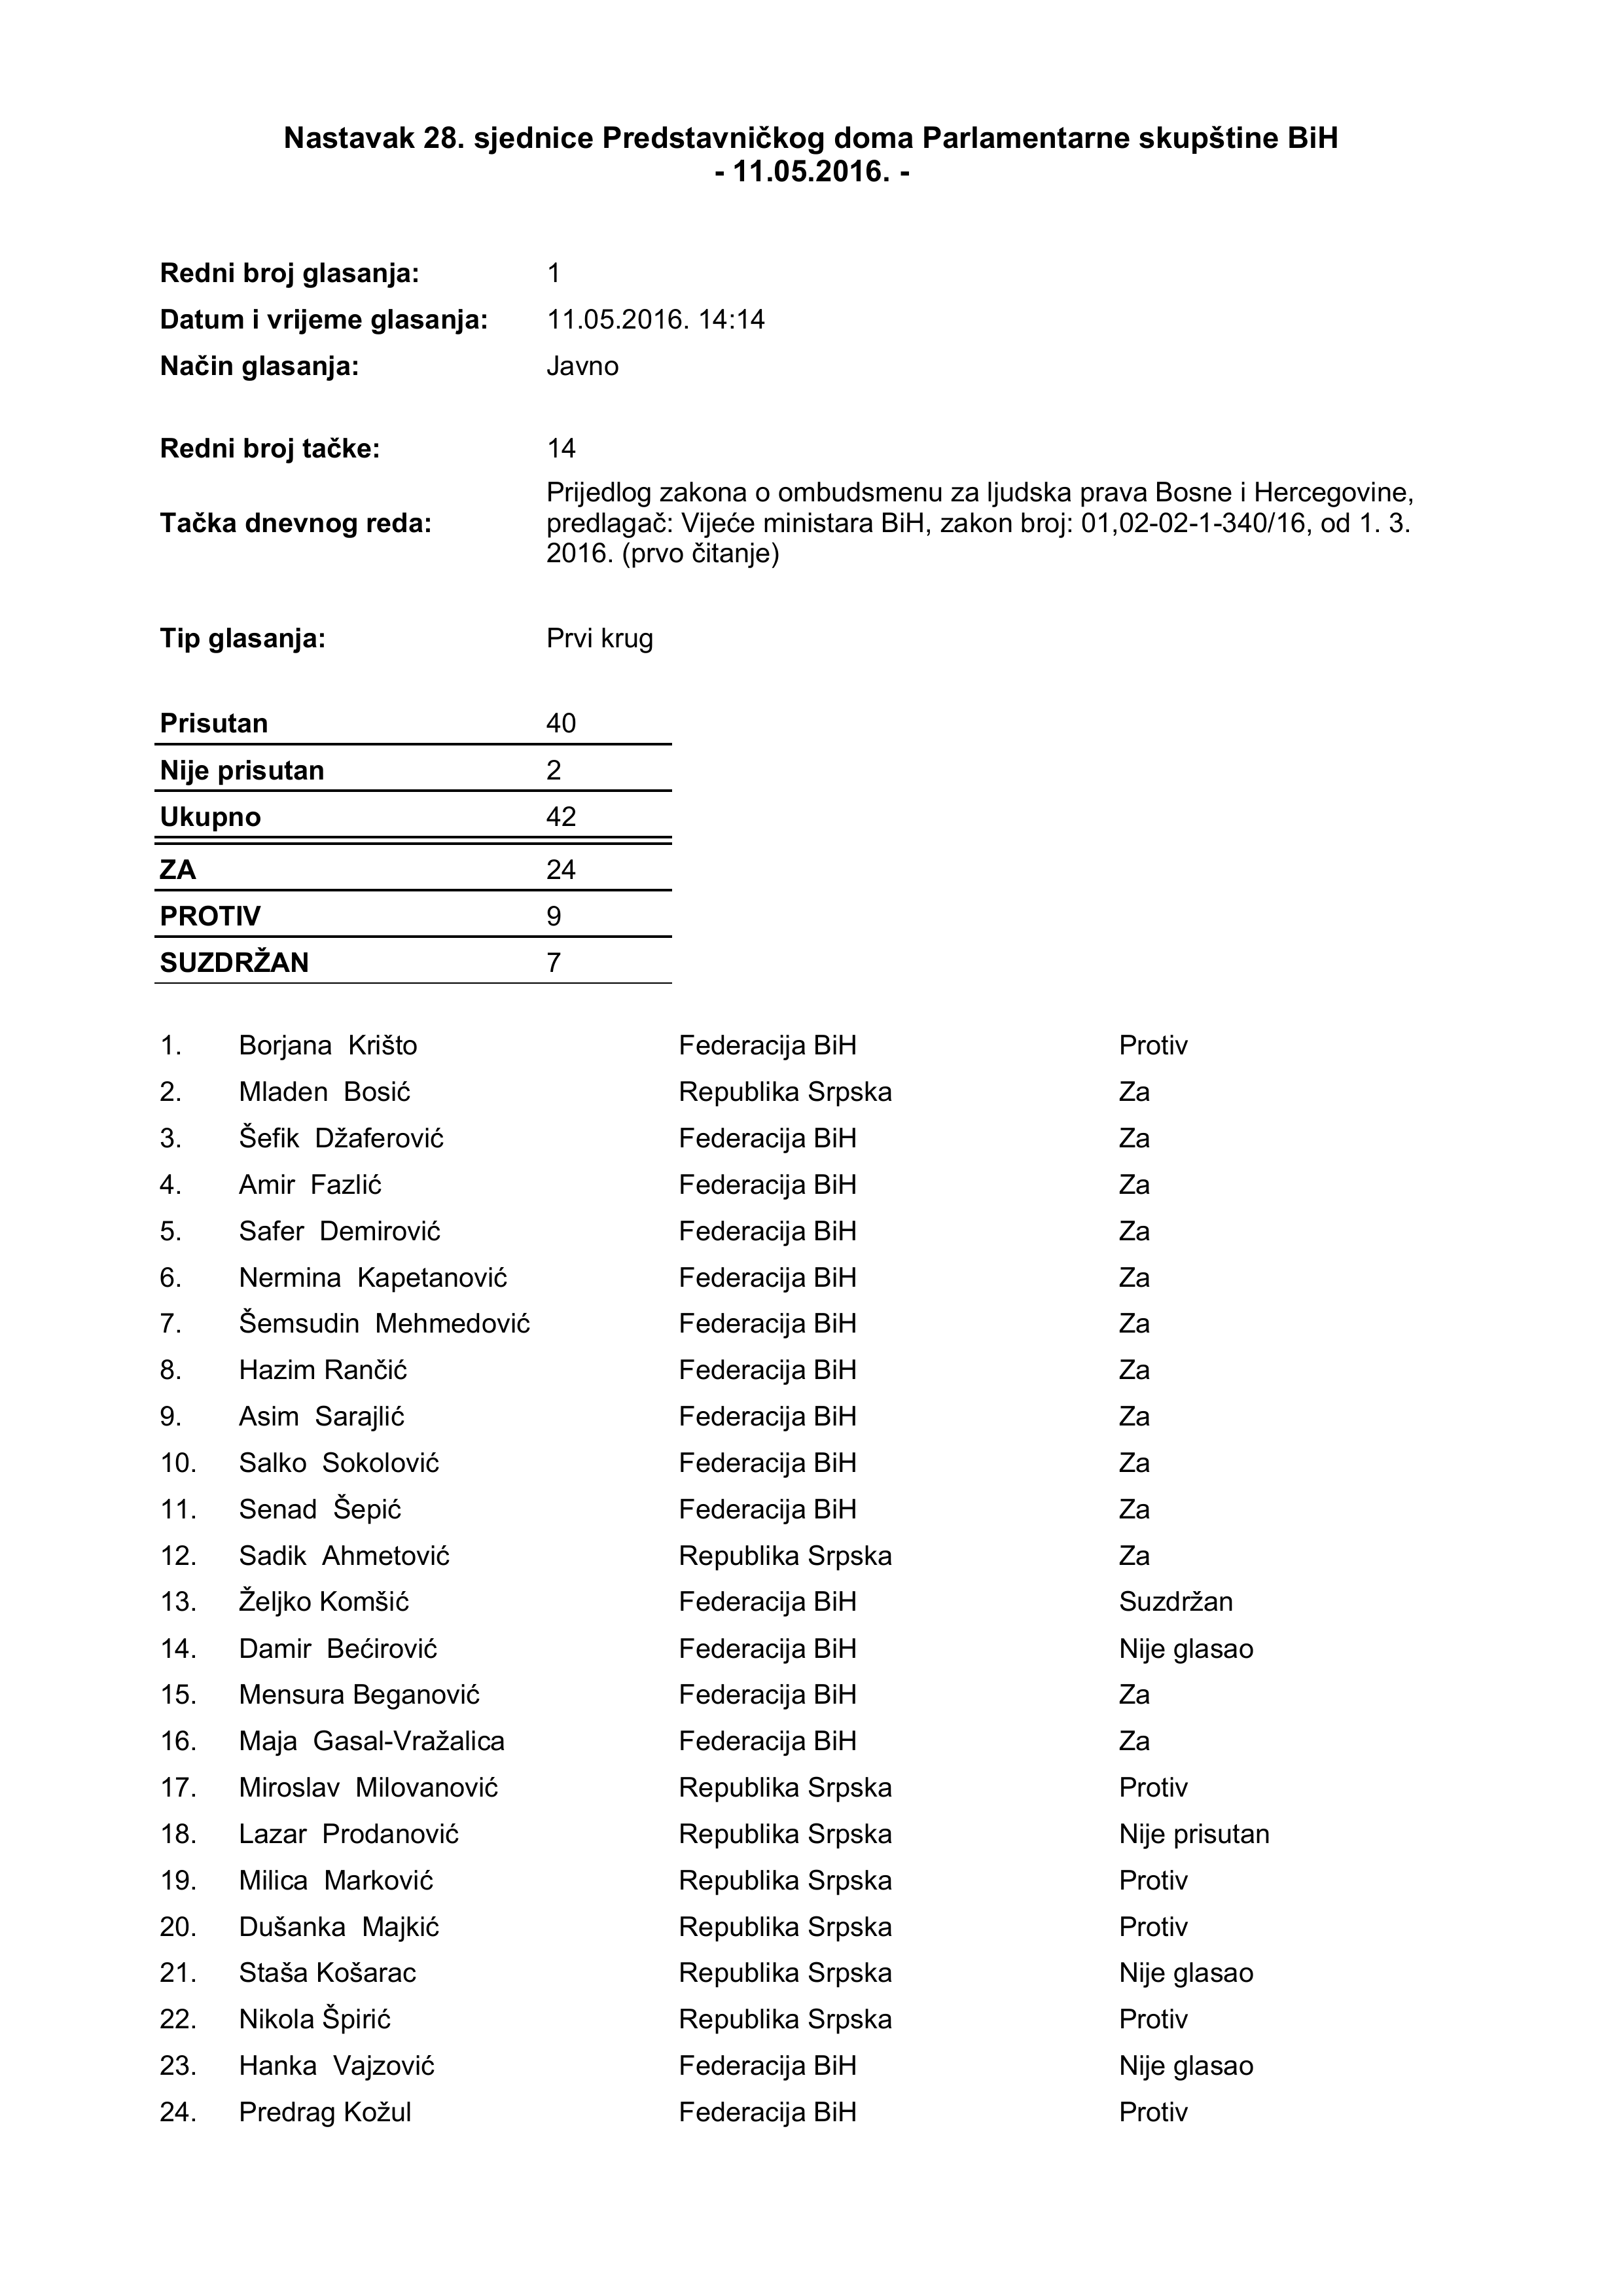 Nastavak 28. sjednice Predstavničkog doma Parlamentarne skupštine BiH
- 11.05.2016. -
Redni broj glasanja: 1
Datum i vrijeme glasanja: 11.05.2016. 14:14
Način glasanja: Javno
Redni broj tačke: 14
Tačka dnevnog reda: Prijedlog zakona o ombudsmenu za ljudska prava Bosne i Hercegovine,
predlagač: Vijeće ministara BiH, zakon broj: 01,02-02-1-340/16, od 1. 3.
2016. (prvo čitanje)
Tip glasanja: Prvi krug
Prisutan 40
Nije prisutan 2
Ukupno 42
ZA 24
PROTIV 9
SUZDRŽAN 7
1. Borjana Krišto Federacija BiH Protiv
2. Mladen Bosić Republika Srpska Za
3. Šefik Džaferović Federacija BiH Za
4. Amir Fazlić Federacija BiH Za
5. Safer Demirović Federacija BiH Za
6. Nermina Kapetanović Federacija BiH Za
7. Šemsudin Mehmedović Federacija BiH Za
8. Hazim Rančić Federacija BiH Za
9. Asim Sarajlić Federacija BiH Za
10. Salko Sokolović Federacija BiH Za
11. Senad Šepić Federacija BiH Za
12. Sadik Ahmetović Republika Srpska Za
13. Željko Komšić Federacija BiH Suzdržan
14. Damir Bećirović Federacija BiH Nije glasao
15. Mensura Beganović Federacija BiH Za
16. Maja Gasal-Vražalica Federacija BiH Za
17. Miroslav Milovanović Republika Srpska Protiv
18. Lazar Prodanović Republika Srpska Nije prisutan
19. Milica Marković Republika Srpska Protiv
20. Dušanka Majkić Republika Srpska Protiv
21. Staša Košarac Republika Srpska Nije glasao
22. Nikola Špirić Republika Srpska Protiv
23. Hanka Vajzović Federacija BiH Nije glasao
24. Predrag Kožul Federacija BiH Protiv